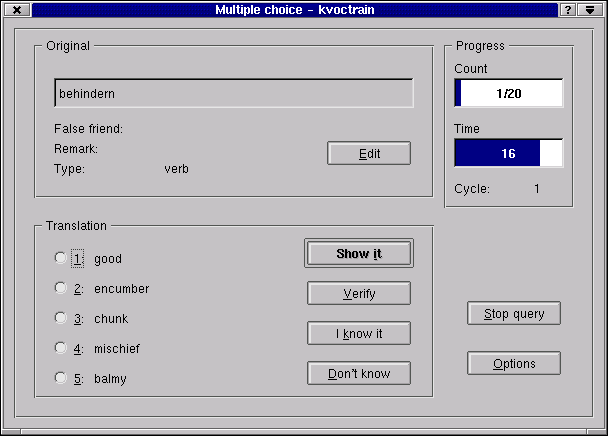 Multiple choice - kvoctrain
?
Original
behindern
False friend:
Remark:
Type: verb
Edit
Progress
Count
1/20
Time
16
Cycle: 1
Translation
1: good
2: encumber
3: chunk
4: mischief
5: balmy
Show it
Verify
I know it
Don't know
Stop query
Options